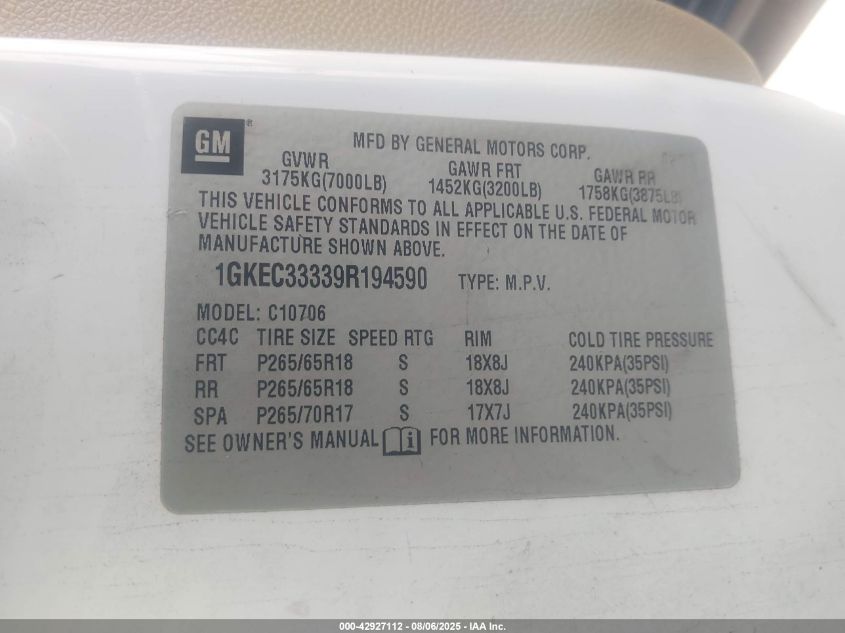 GM ®
MFD BY GENERAL MOTORS CORP.
GVWR GAWR FRT GAWR RR
3175KG(7000LB) 1452KG(3200LB) 1758KG(3875LB)
THIS VEHICLE CONFORMS TO ALL APPLICABLE U.S. FEDERAL MOTOR
VEHICLE SAFETY STANDARDS IN EFFECT ON THE DATE OF
MANUFACTURE SHOWN ABOVE.
1GKEC33339R194590 TYPE: M.P.V.
MODEL: C10706
CC4C TIRE SIZE SPEED RTG RIM COLD TIRE PRESSURE
FRT P265/65R18 S 18X8J 240KPA(35PSI)
RR P265/65R18 S 18X8J 240KPA(35PSI)
SPA P265/70R17 S 17X7J 240KPA(35PSI)
SEE OWNER'S MANUAL i FOR MORE INFORMATION.
000-42927112 - 08/06/2025 - IAA Inc.